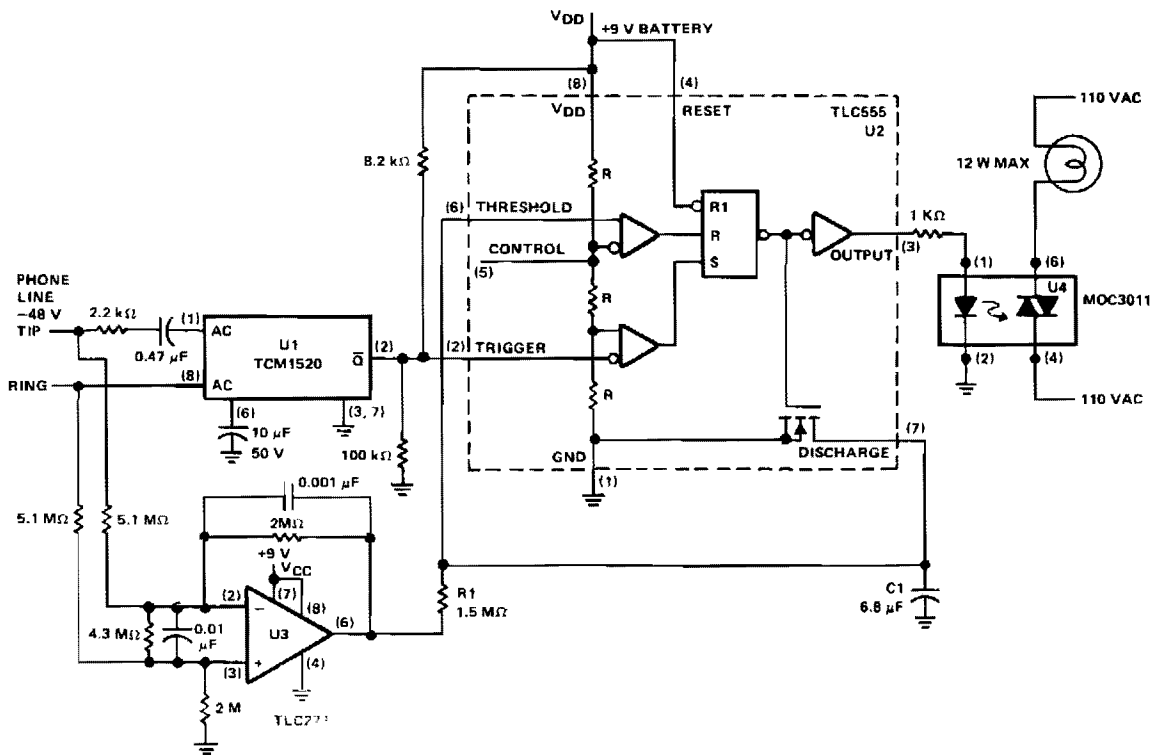 VDD
+9 V BATTERY
(8)
(4)
VDD
RESET
TLC555
U2
110 VAC
8.2 kΩ
R
12 W MAX
(6)
THRESHOLD
R1
R
S
1 KΩ
CONTROL
(5)
OUTPUT
(3)
(1)
(6)
U4
MOC3011
(2)
(4)
110 VAC
PHONE
LINE
–48 V
TIP
2.2 kΩ
0.47 μF
(1)
AC
U1
TCM1520
Q̅
(2)
(2)
TRIGGER
R
R
RING
(8)
AC
(6)
10 μF
50 V
(3, 7)
100 kΩ
GND
(1)
DISCHARGE
(7)
0.001 μF
5.1 MΩ
5.1 MΩ
2MΩ
+9 V
VCC
(7)
(8)
R1
1.5 MΩ
C1
6.8 μF
(2)
–
U3
(6)
4.3 MΩ
0.01
μF
+
(3)
(4)
2 M